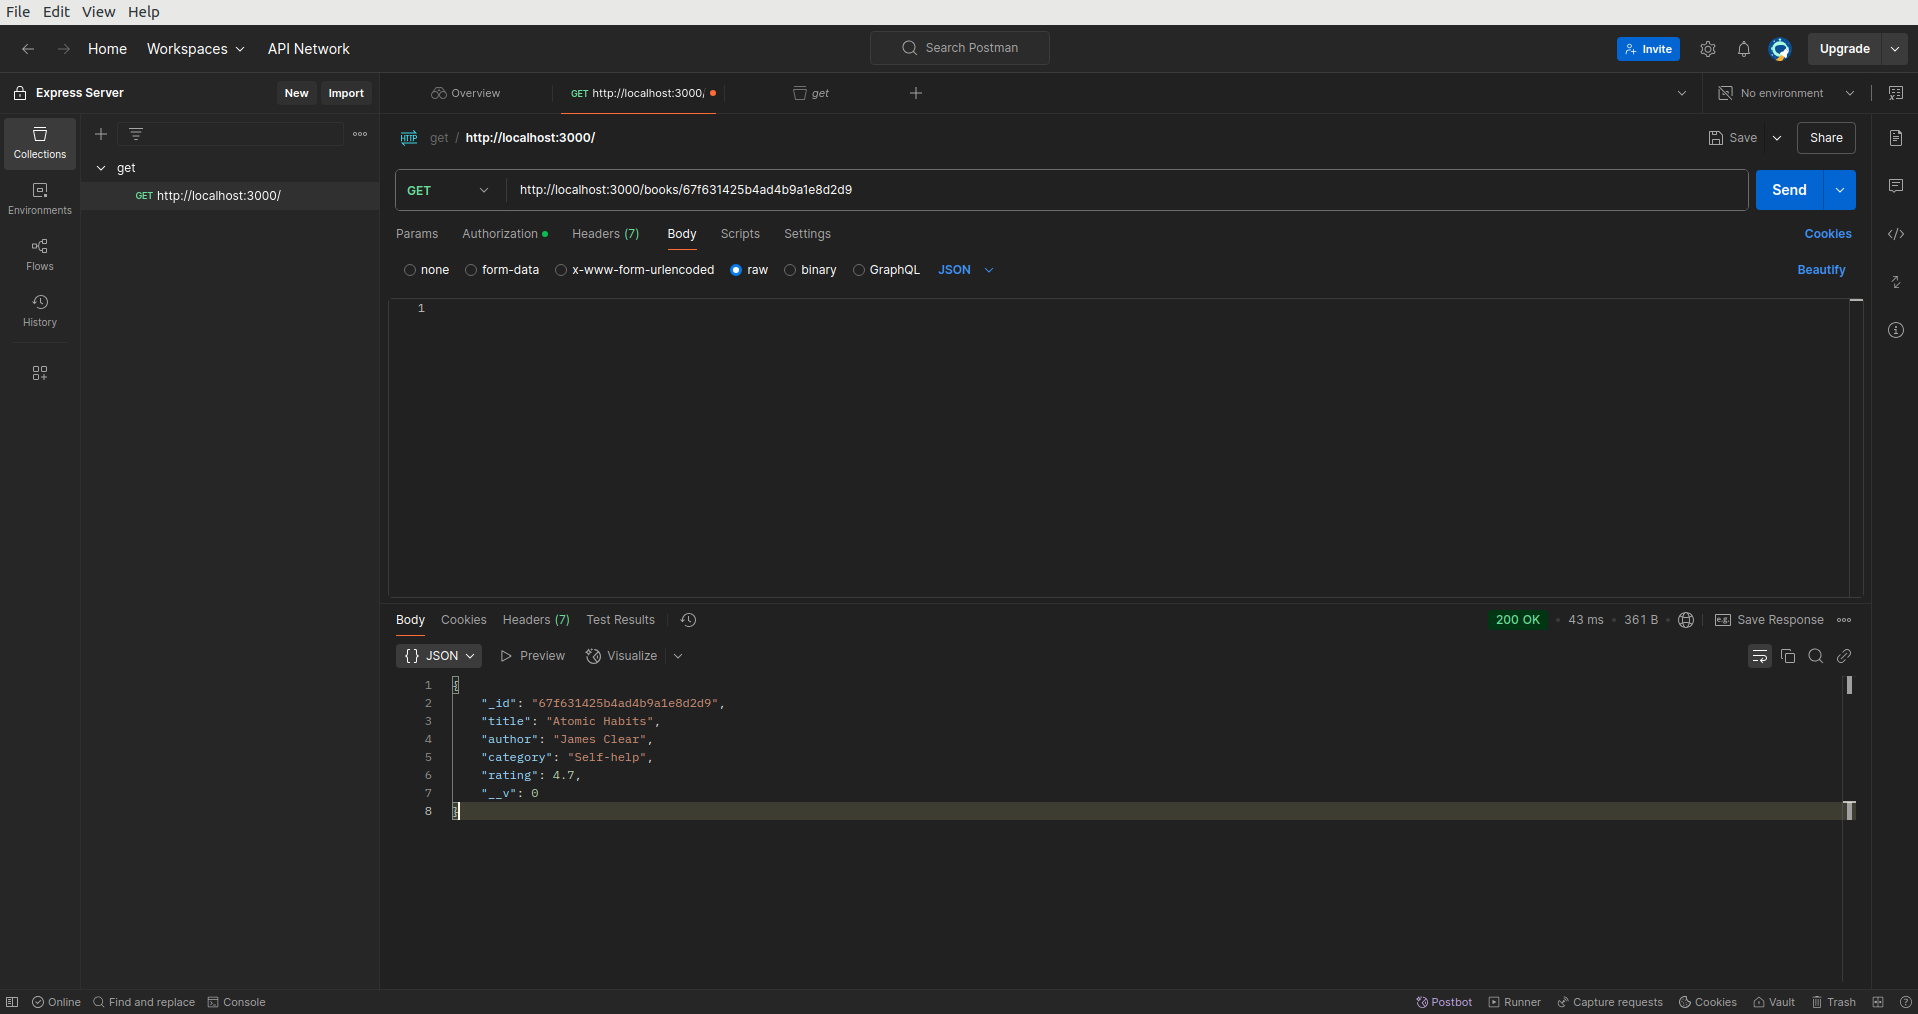 File Edit View Help
Home Workspaces API Network Search Postman Invite Upgrade
Express Server New Import Overview GET http://localhost:3000/ get No environment
Collections
Environments
Flows
History
get
GET http://localhost:3000/
HTTP get / http://localhost:3000/ Save Share
GET http://localhost:3000/books/67f631425b4ad4b9a1e8d2d9 Send
Params Authorization Headers (7) Body Scripts Settings Cookies
none form-data x-www-form-urlencoded raw binary GraphQL JSON Beautify
1
Body Cookies Headers (7) Test Results 200 OK • 43 ms • 361 B • e.g. Save Response
{} JSON Preview Visualize
1 {
2 "_id": "67f631425b4ad4b9a1e8d2d9",
3 "title": "Atomic Habits",
4 "author": "James Clear",
5 "category": "Self-help",
6 "rating": 4.7,
7 "__v": 0
8 }
Online Find and replace Console Postbot Runner Capture requests Cookies Vault Trash